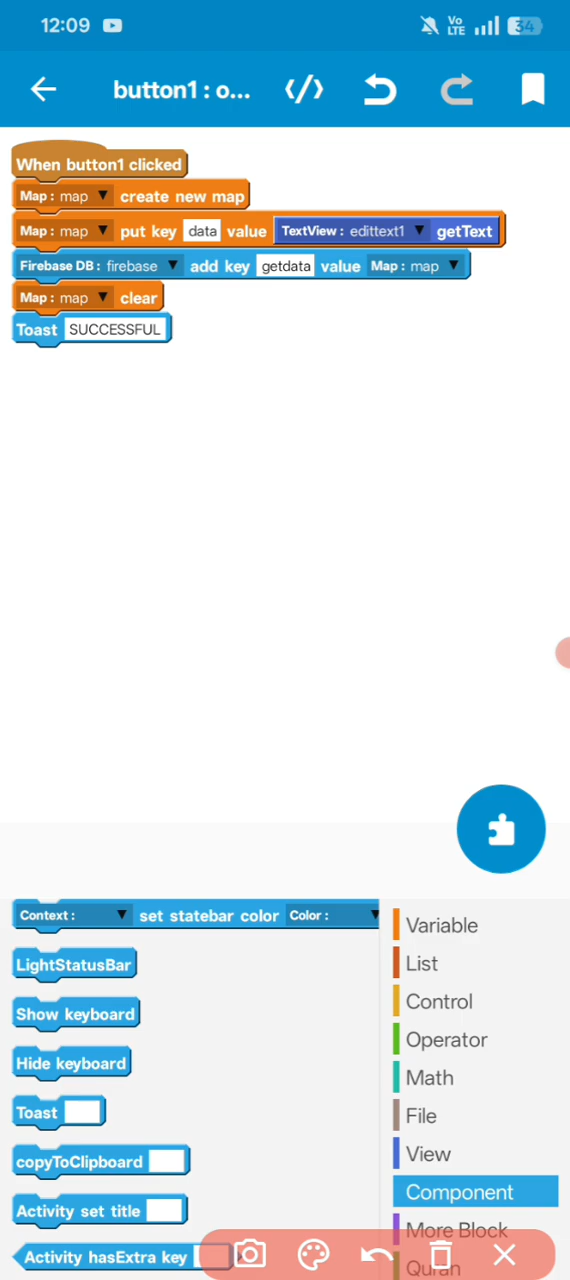 12:09 Vo LTE 34
button1 : o...
When button1 clicked
Map : map create new map
Map : map put key data value TextView : edittext1 getText
Firebase DB : firebase add key getdata value Map : map
Map : map clear
Toast SUCCESSFUL
Context : set statebar color Color :
LightStatusBar
Show keyboard
Hide keyboard
Toast
copyToClipboard
Activity set title
Activity hasExtra key
Variable
List
Control
Operator
Math
File
View
Component
More Block
Quran